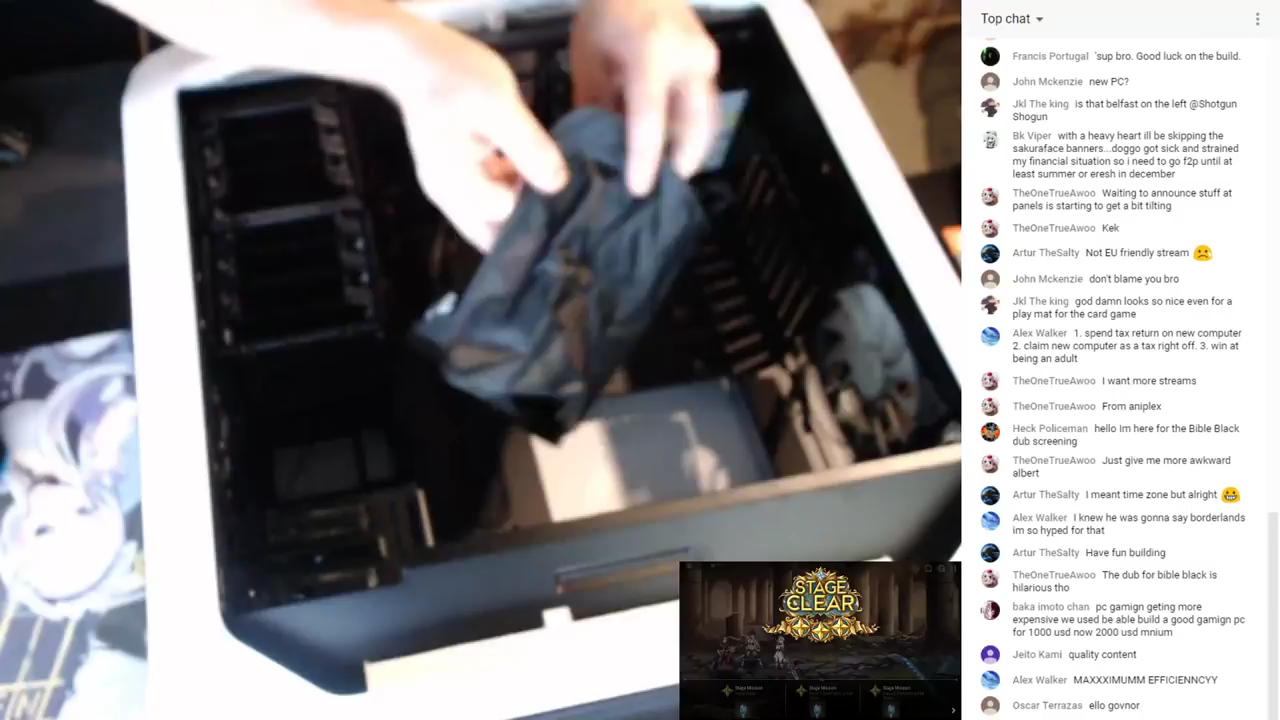 Top chat
Francis Portugal 'sup bro. Good luck on the build.
John Mckenzie new PC?
Jkl The king is that belfast on the left @Shotgun
Shogun
Bk Viper with a heavy heart ill be skipping the
sakuraface banners...doggo got sick and strained
my financial situation so i need to go f2p until at
least summer or eresh in december
TheOneTrueAwoo Waiting to announce stuff at
panels is starting to get a bit tilting
TheOneTrueAwoo Kek
Artur TheSalty Not EU friendly stream
John Mckenzie don't blame you bro
Jkl The king god damn looks so nice even for a
play mat for the card game
Alex Walker 1. spend tax return on new computer
2. claim new computer as a tax right off. 3. win at
being an adult
TheOneTrueAwoo I want more streams
TheOneTrueAwoo From aniplex
Heck Policeman hello Im here for the Bible Black
dub screening
TheOneTrueAwoo Just give me more awkward
albert
Artur TheSalty I meant time zone but alright
Alex Walker I knew he was gonna say borderlands
im so hyped for that
Artur TheSalty Have fun building
TheOneTrueAwoo The dub for bible black is
hilarious tho
baka imoto chan pc gamign geting more
expensive we used be able build a good gamign pc
for 1000 usd now 2000 usd mnium
Jeito Kami quality content
Alex Walker MAXXXIMUMM EFFICIENNCYY
Oscar Terrazas ello govnor
STAGE
CLEAR
Stage Mission
Stage Mission
Stage Mission